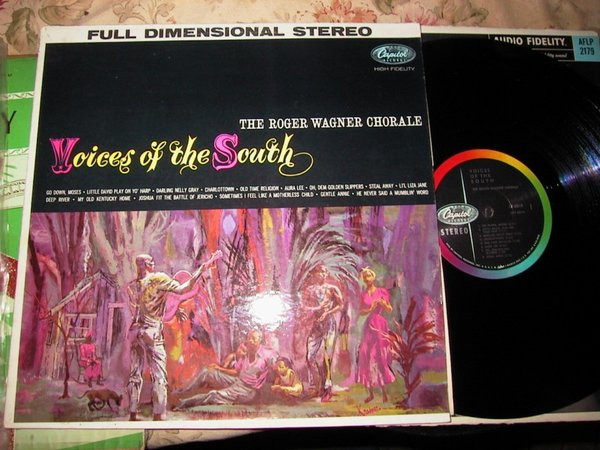 FULL DIMENSIONAL STEREO
Capitol
HIGH FIDELITY
THE ROGER WAGNER CHORALE
Voices of the South
GO DOWN, MOSES • LITTLE DAVID PLAY ON YO' HARP • DARLING NELLY GRAY • CHARLOTTOWN • OLD TIME RELIGION • AURA LEE • OH, DEM GOLDEN SLIPPERS • STEAL AWAY • LI'L LIZA JANE
DEEP RIVER • MY OLD KENTUCKY HOME • JOSHUA FIT THE BATTLE OF JERICHO • SOMETIMES I FEEL LIKE A MOTHERLESS CHILD • GENTLE ANNIE • HE NEVER SAID A MUMBLIN' WORD
AUDIO FIDELITY
AFLP
2179
VOICES
OF THE
SOUTH
Capitol
STEREO
Y